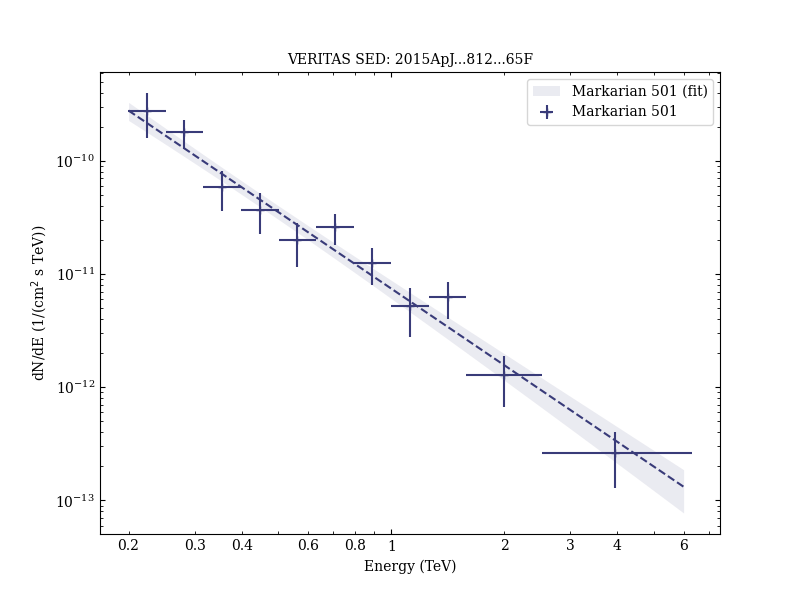 VERITAS SED: 2015ApJ...812...65F
Markarian 501 (fit)
Markarian 501
dN/dE (1/(cm² s TeV))
10⁻¹⁰
10⁻¹¹
10⁻¹²
10⁻¹³
0.2 0.3 0.4 0.6 0.8 1 2 3 4 6
Energy (TeV)